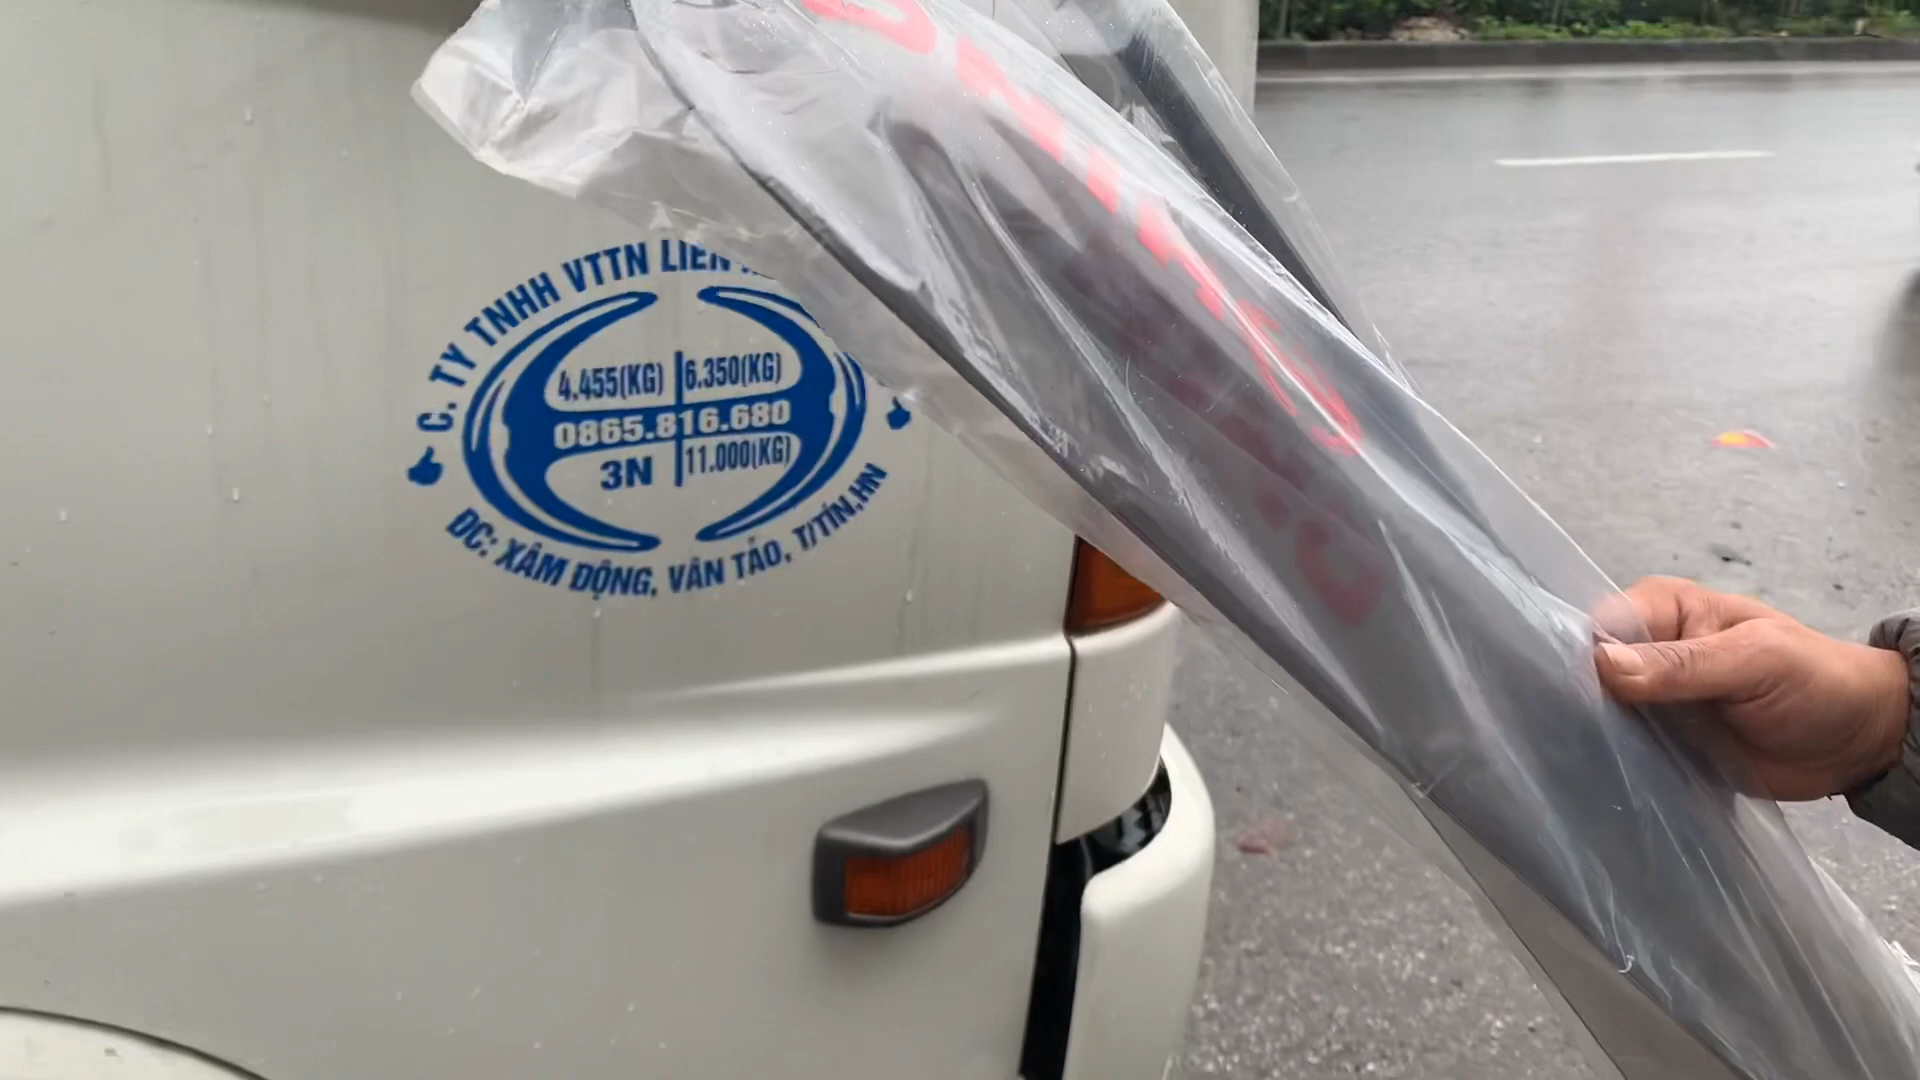 C. TY TNHH VTTN LIÊN
4.455(KG) 6.350(KG)
0865.816.680
3N 11.000(KG)
ĐC: XÂM ĐỘNG, VÂN TẢO, T/TÍN,HN